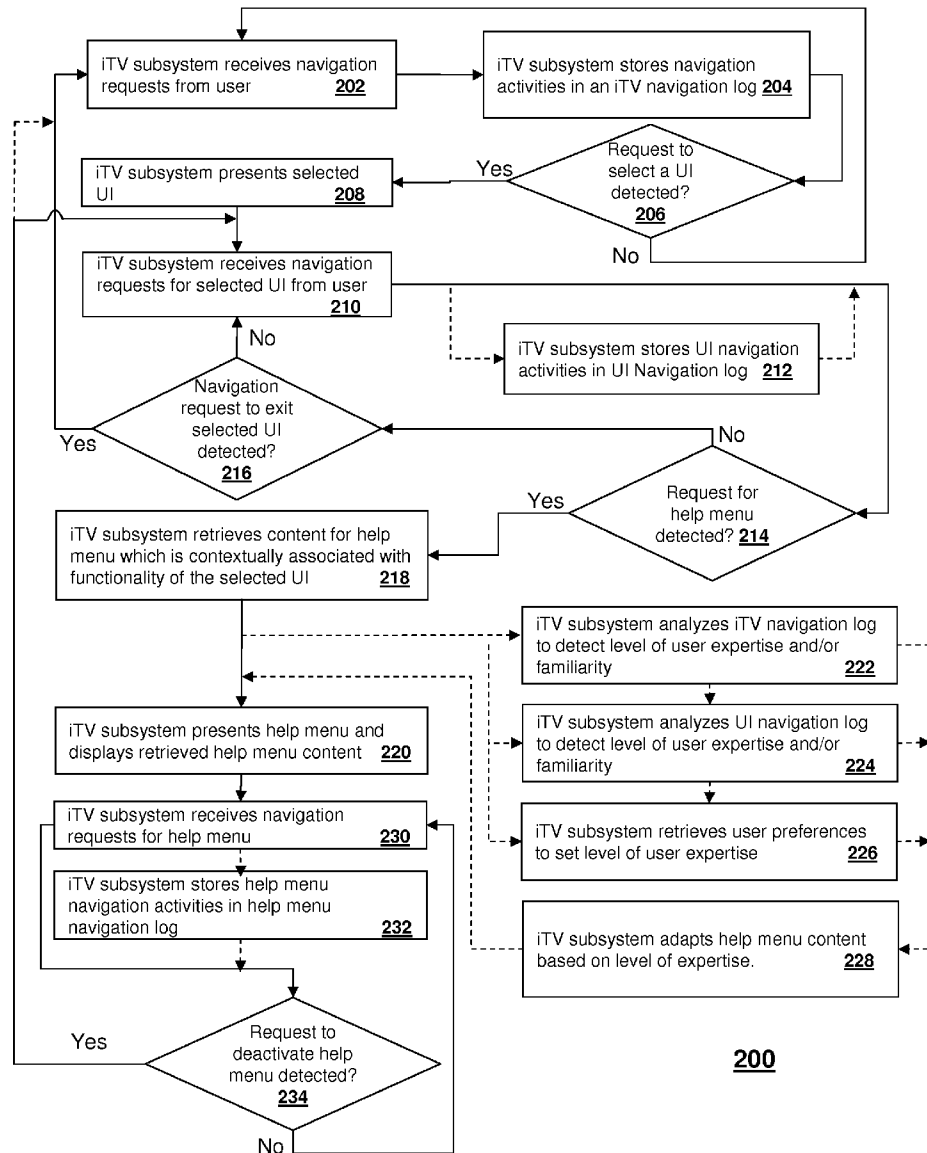 iTV subsystem receives navigation
requests from user 202
iTV subsystem stores navigation
activities in an iTV navigation log 204
Request to
select a UI
detected?
206
Yes
No
iTV subsystem presents selected
UI 208
iTV subsystem receives navigation
requests for selected UI from user
210
iTV subsystem stores UI navigation
activities in UI Navigation log 212
No
Navigation
request to exit
selected UI
detected?
216
Yes
No
Request for
help menu
detected? 214
Yes
iTV subsystem retrieves content for help
menu which is contextually associated with
functionality of the selected UI 218
iTV subsystem analyzes iTV navigation log
to detect level of user expertise and/or
familiarity 222
iTV subsystem presents help menu and
displays retrieved help menu content 220
iTV subsystem analyzes UI navigation log
to detect level of user expertise and/or
familiarity 224
iTV subsystem receives navigation
requests for help menu 230
iTV subsystem retrieves user preferences
to set level of user expertise 226
iTV subsystem stores help menu
navigation activities in help menu
navigation log 232
iTV subsystem adapts help menu content
based on level of expertise. 228
Request to
deactivate help
menu detected?
234
Yes
No
200